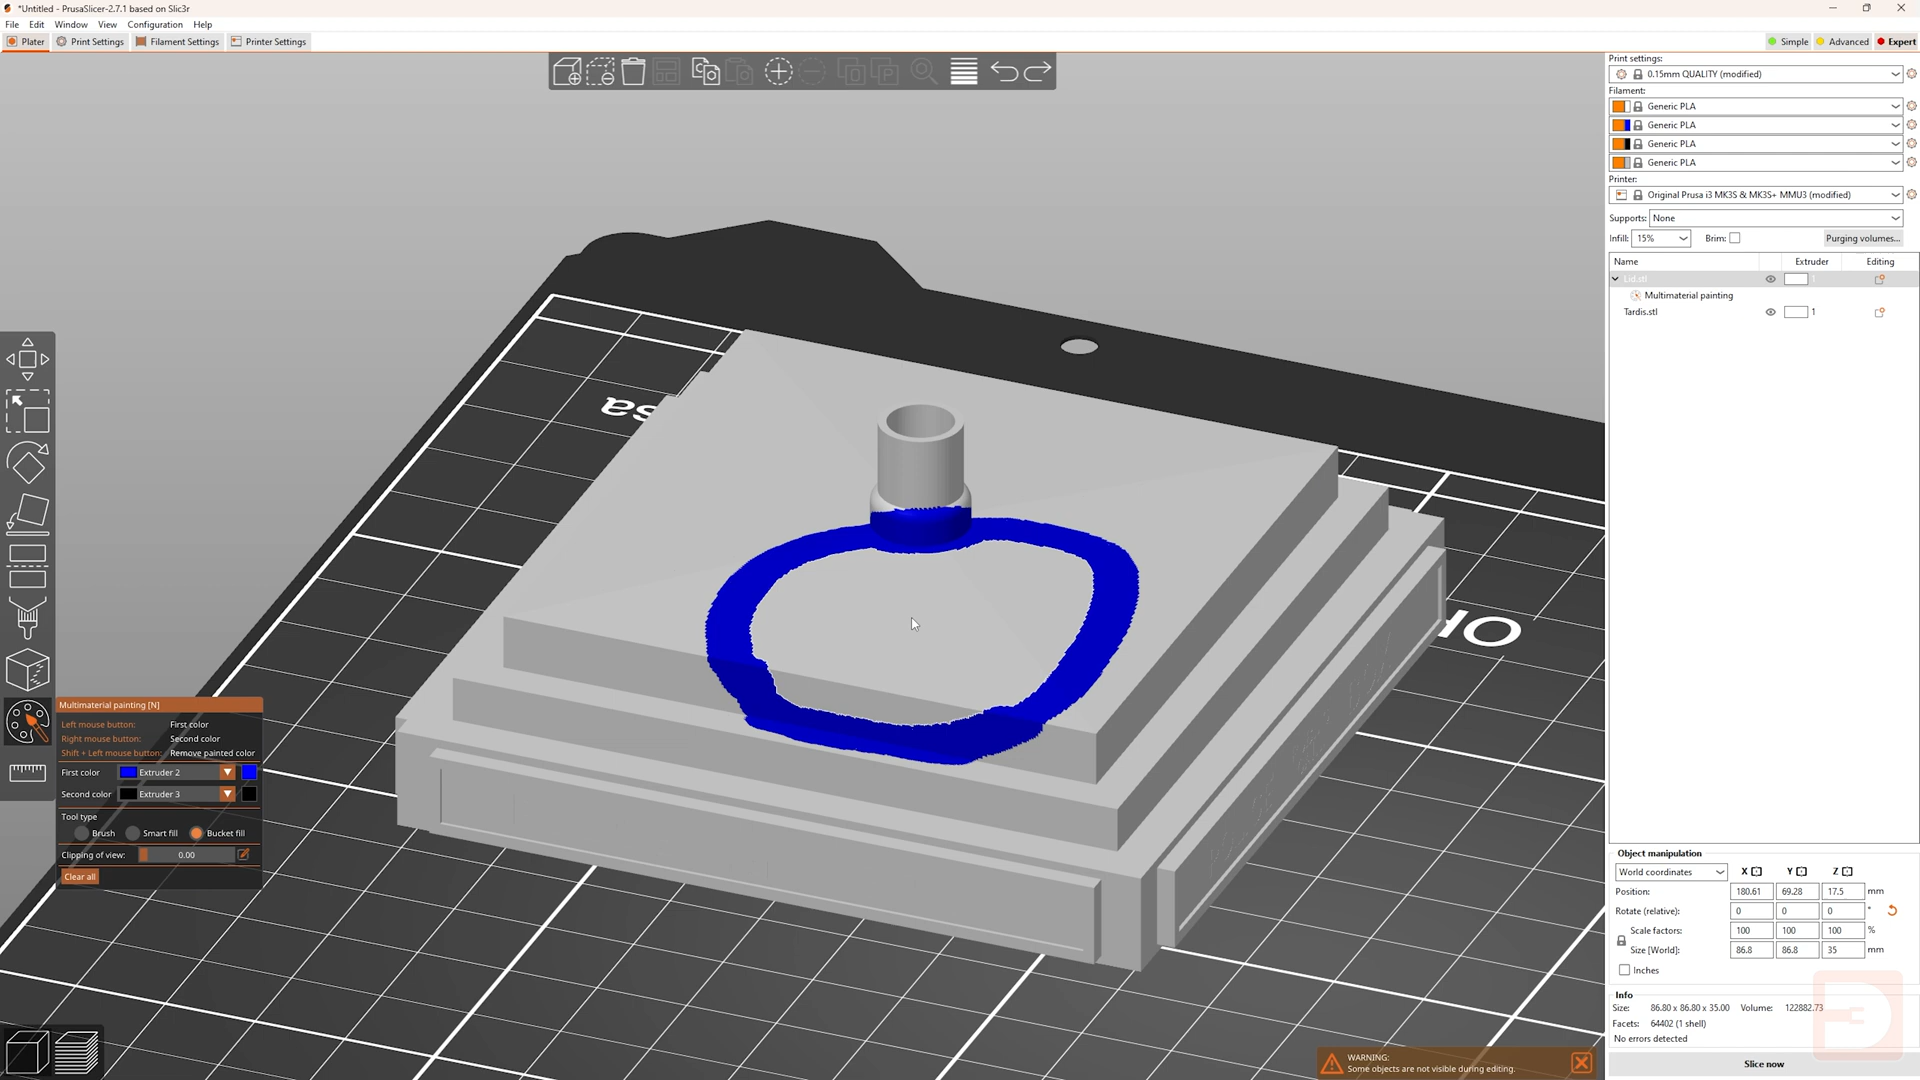 *Untitled - PrusaSlicer-2.7.1 based on Slic3r
File Edit Window View Configuration Help
Plater Print Settings Filament Settings Printer Settings
Simple Advanced Expert
Print settings:
0.15mm QUALITY (modified)
Filament:
Generic PLA
Generic PLA
Generic PLA
Generic PLA
Printer:
Original Prusa i3 MK3S & MK3S+ MMU3 (modified)
Supports: None
Infill: 15% Brim: Purging volumes...
Name Extruder Editing
Lid.stl 1
Multimaterial painting
Tardis.stl 1
Multimaterial painting [N]
Left mouse button: First color
Right mouse button: Second color
Shift + Left mouse button: Remove painted color
First color Extruder 2
Second color Extruder 3
Tool type
Brush Smart fill Bucket fill
Clipping of view: 0.00
Clear all
Object manipulation
World coordinates X Y Z
Position: 180.61 69.28 17.5 mm
Rotate (relative): 0 0 0 °
Scale factors: 100 100 100 %
Size [World]: 86.8 86.8 35 mm
Inches
Info
Size: 86.80 x 86.80 x 35.00 Volume: 122882.73
Facets: 64402 (1 shell)
No errors detected
WARNING:
Some objects are not visible during editing.
Slice now